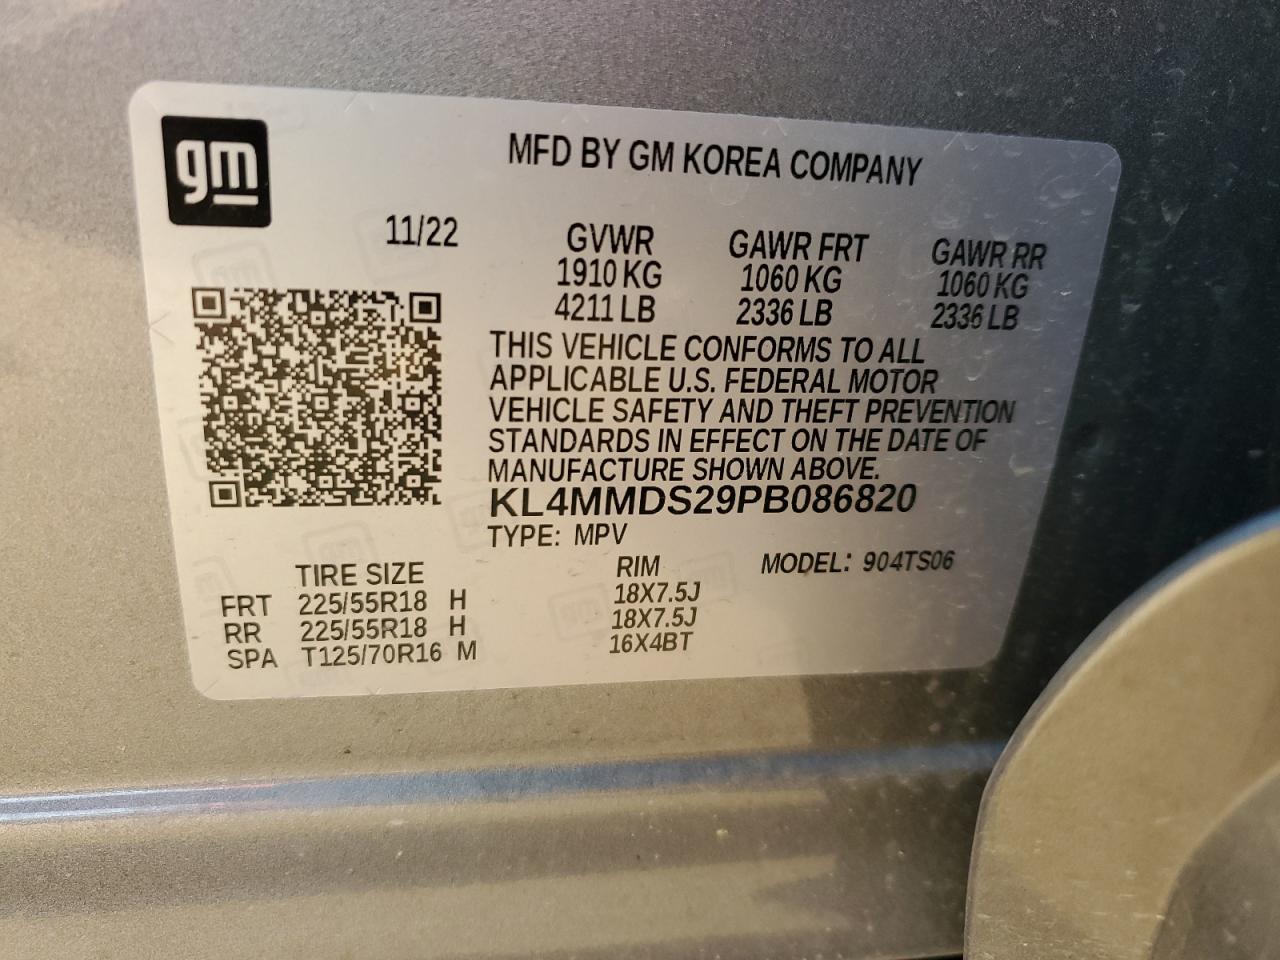 gm
MFD BY GM KOREA COMPANY
11/22
GVWR GAWR FRT GAWR RR
1910 KG 1060 KG 1060 KG
4211 LB 2336 LB 2336 LB
THIS VEHICLE CONFORMS TO ALL
APPLICABLE U.S. FEDERAL MOTOR
VEHICLE SAFETY AND THEFT PREVENTION
STANDARDS IN EFFECT ON THE DATE OF
MANUFACTURE SHOWN ABOVE.
KL4MMDS29PB086820
TYPE: MPV
TIRE SIZE RIM MODEL: 904TS06
FRT 225/55R18 H 18X7.5J
RR 225/55R18 H 18X7.5J
SPA T125/70R16 M 16X4BT